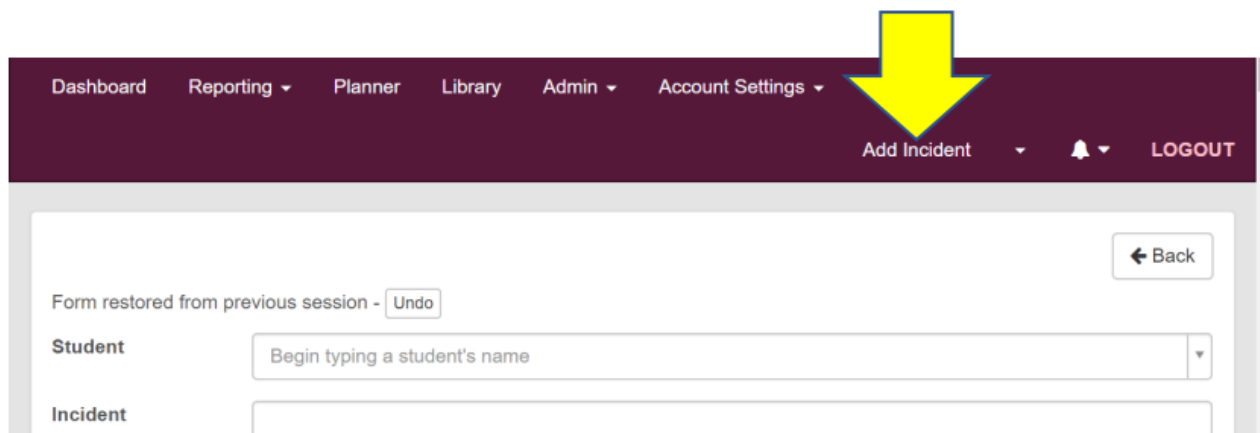 Dashboard Reporting Planner Library Admin Account Settings
Add Incident LOGOUT
Back
Form restored from previous session - Undo
Student Begin typing a student's name
Incident